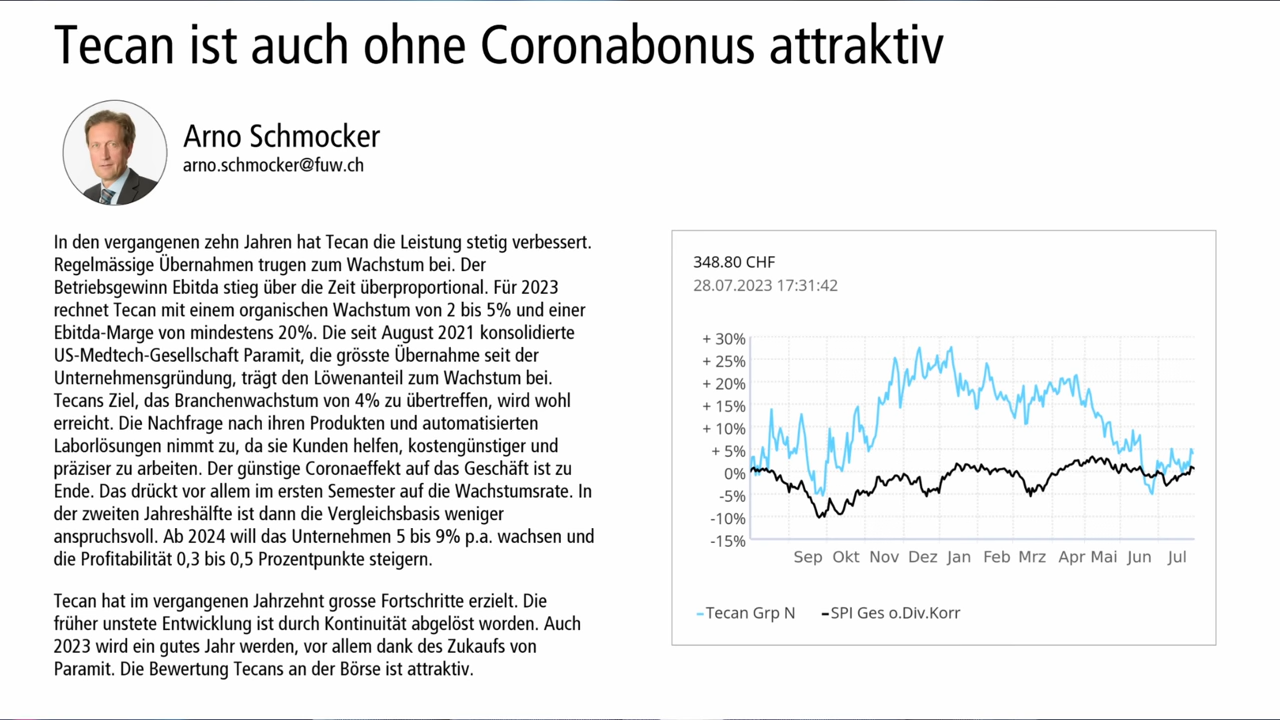 Tecan ist auch ohne Coronabonus attraktiv
Arno Schmocker
arno.schmocker@fuw.ch
In den vergangenen zehn Jahren hat Tecan die Leistung stetig verbessert.
Regelmässige Übernahmen trugen zum Wachstum bei. Der
Betriebsgewinn Ebitda stieg über die Zeit überproportional. Für 2023
rechnet Tecan mit einem organischen Wachstum von 2 bis 5% und einer
Ebitda-Marge von mindestens 20%. Die seit August 2021 konsolidierte
US-Medtech-Gesellschaft Paramit, die grösste Übernahme seit der
Unternehmensgründung, trägt den Löwenanteil zum Wachstum bei.
Tecans Ziel, das Branchenwachstum von 4% zu übertreffen, wird wohl
erreicht. Die Nachfrage nach ihren Produkten und automatisierten
Laborlösungen nimmt zu, da sie Kunden helfen, kostengünstiger und
präziser zu arbeiten. Der günstige Coronaeffekt auf das Geschäft ist zu
Ende. Das drückt vor allem im ersten Semester auf die Wachstumsrate. In
der zweiten Jahreshälfte ist dann die Vergleichsbasis weniger
anspruchsvoll. Ab 2024 will das Unternehmen 5 bis 9% p.a. wachsen und
die Profitabilität 0,3 bis 0,5 Prozentpunkte steigern.
Tecan hat im vergangenen Jahrzehnt grosse Fortschritte erzielt. Die
früher unstete Entwicklung ist durch Kontinuität abgelöst worden. Auch
2023 wird ein gutes Jahr werden, vor allem dank des Zukaufs von
Paramit. Die Bewertung Tecans an der Börse ist attraktiv.
348.80 CHF
28.07.2023 17:31:42
+ 30%
+ 25%
+ 20%
+ 15%
+ 10%
+ 5%
0%
-5%
-10%
-15%
Sep Okt Nov Dez Jan Feb Mrz Apr Mai Jun Jul
Tecan Grp N SPI Ges o.Div.Korr